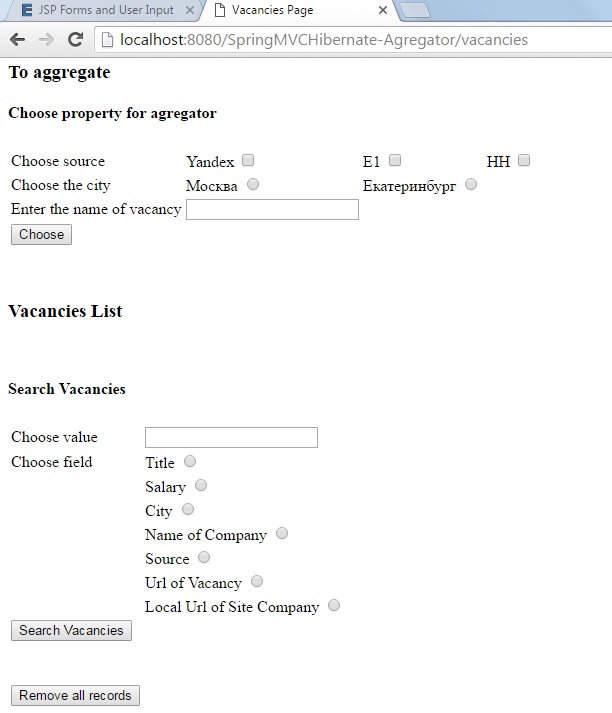 JSP Forms and User Input
Vacancies Page
localhost:8080/SpringMVCHibernate-Agregator/vacancies
To aggregate
Choose property for agregator
Choose source Yandex E1 HH
Choose the city Москва Екатеринбург
Enter the name of vacancy
Choose
Vacancies List
Search Vacancies
Choose value
Choose field Title
Salary
City
Name of Company
Source
Url of Vacancy
Local Url of Site Company
Search Vacancies
Remove all records